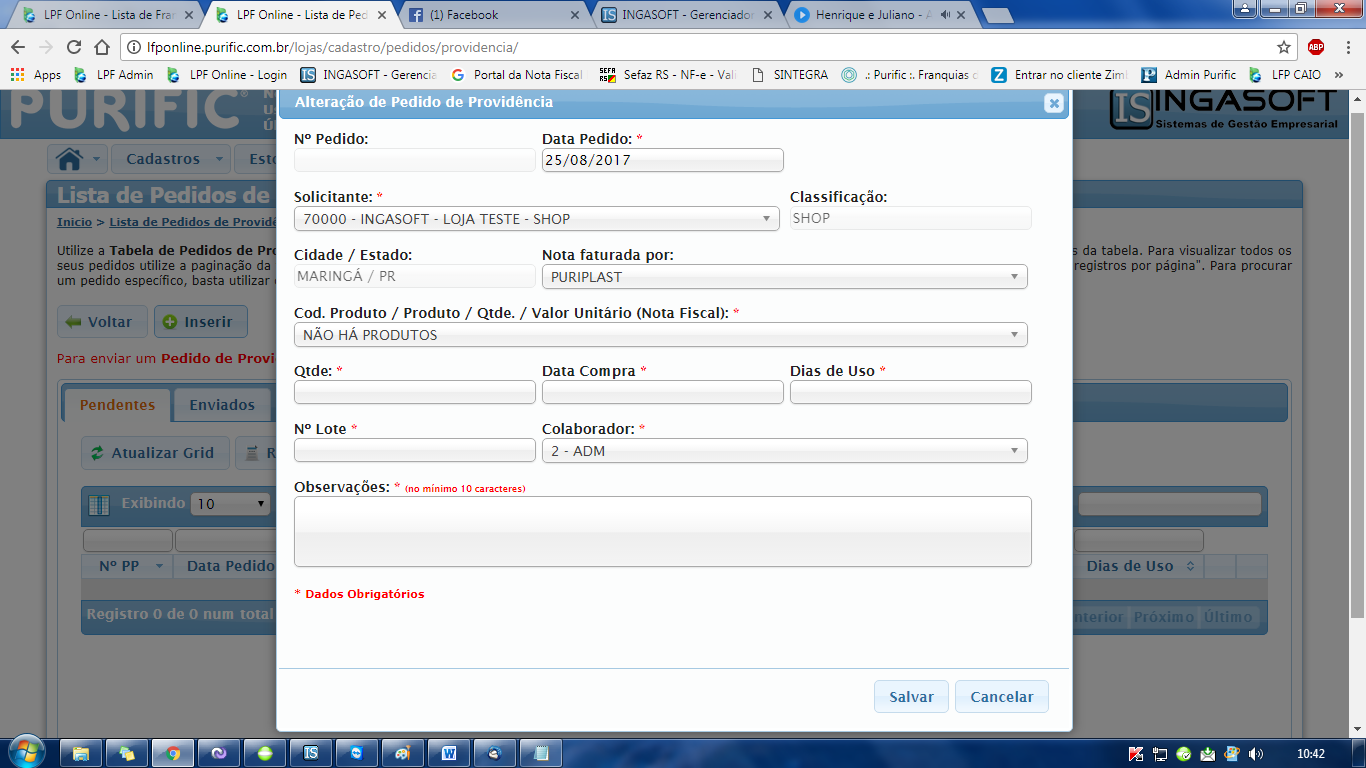 LPF Online - Lista de Fran
LPF Online - Lista de Ped
(1) Facebook
INGASOFT - Gerenciador
Henrique e Juliano - A
lfponline.purific.com.br/lojas/cadastro/pedidos/providencia/
Apps
LPF Admin
LPF Online - Login
INGASOFT - Gerencia
Portal da Nota Fiscal
Sefaz RS - NF-e - Vali
SINTEGRA
.: Purific :. Franquias o
Entrar no cliente Zim
Admin Purific
LFP CAIO
»
PURIFIC®
Alteração de Pedido de Providência
IS INGASOFT
Sistemas de Gestão Empresarial
Cadastros
Esto
Lista de Pedidos de
Início > Lista de Pedidos de Providê
Utilize a Tabela de Pedidos de Pro
s da tabela. Para visualizar todos os
seus pedidos utilize a paginação da
registros por página". Para procurar
um pedido específico, basta utilizar
Voltar
Inserir
Para enviar um Pedido de Provi
Pendentes
Enviados
Atualizar Grid
R
Exibindo 10
Nº PP
Data Pedido
Dias de Uso
Registro 0 de 0 num total
nterior
Próximo
Último
Nº Pedido:
Data Pedido: *
25/08/2017
Solicitante: *
Classificação:
70000 - INGASOFT - LOJA TESTE - SHOP
SHOP
Cidade / Estado:
Nota faturada por:
MARINGÁ / PR
PURIPLAST
Cod. Produto / Produto / Qtde. / Valor Unitário (Nota Fiscal): *
NÃO HÁ PRODUTOS
Qtde: *
Data Compra *
Dias de Uso *
Nº Lote *
Colaborador: *
2 - ADM
Observações: * (no mínimo 10 caracteres)
* Dados Obrigatórios
Salvar
Cancelar
10:42